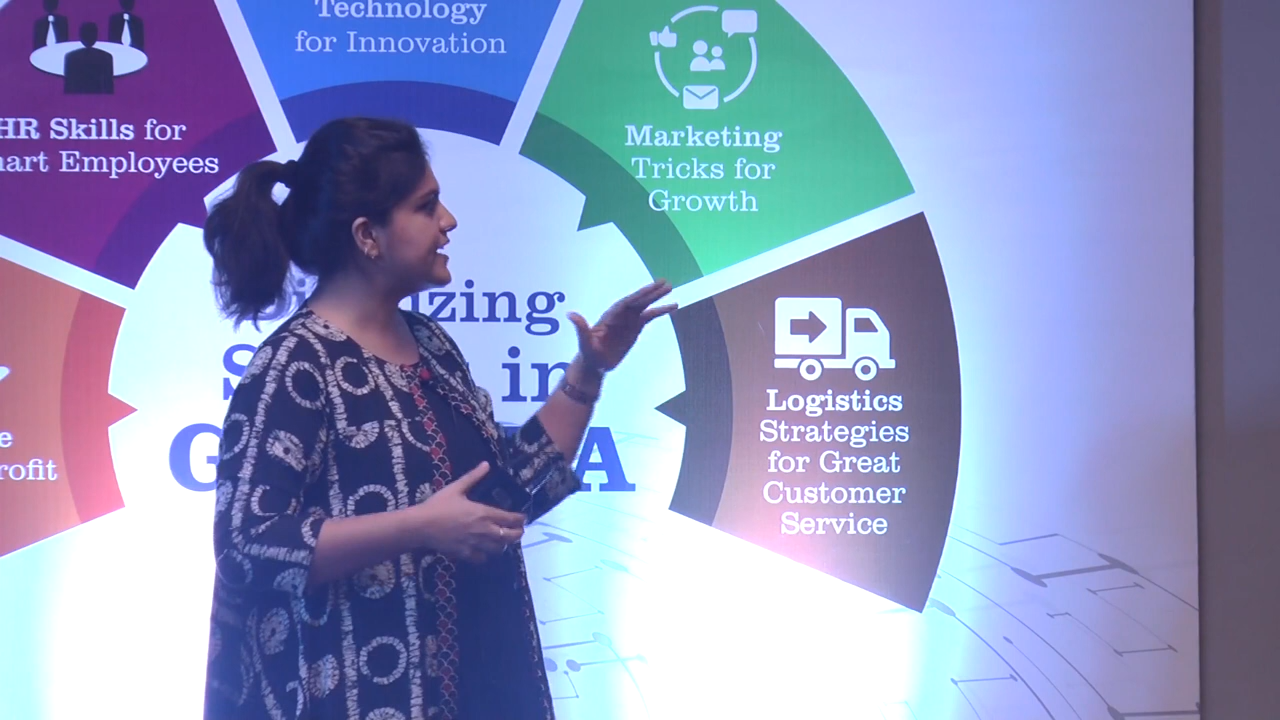 Technology
for Innovation
HR Skills for
mart Employees
Marketing
Tricks for
Growth
Logistics
Strategies
for Great
Customer
Service
izing
in
A
rofit